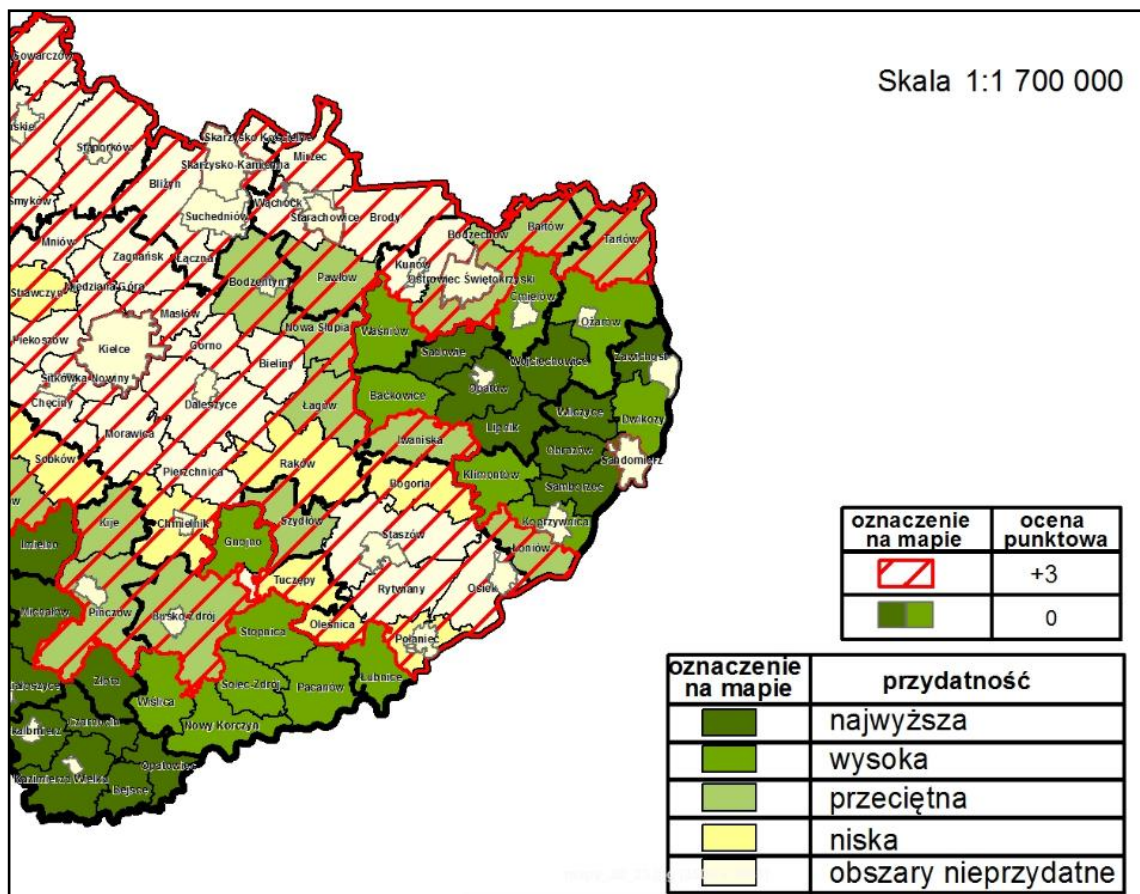 Skala 1:1 700 000
Gowarczów
Stąporków
Skarżysko Kościelne
Skarżysko-Kamienna
Mirzec
Bliżyn
Smyków
Suchedniów
Wąchock
Starachowice
Brody
Bodzechów
Bałtów
Tarłów
Mniów
Zagnańsk
Łączna
Bodzentyn
Pawłów
Kunów
Ostrowiec Świętokrzyski
Ćmielów
Ożarów
Strawczyn
Miedziana Góra
Masłów
Nowa Słupia
Waśniów
Sadowie
Wojciechowice
Zawichost
Piekoszów
Kielce
Górno
Bieliny
Opatów
Sitkówka-Nowiny
Chęciny
Daleszyce
Łagów
Baćkowice
Lipnik
Wilczyce
Dwikozy
Morawica
Iwaniska
Obrazów
Sandomierz
Sobków
Pierzchnica
Raków
Bogoria
Klimontów
Samborzec
Kije
Chmielnik
Gnojno
Szydłów
Staszów
Koprzywnica
Łoniów
Imielno
Tuczępy
Rytwiany
Osiek
Michałów
Pińczów
Busko-Zdrój
Oleśnica
Połaniec
Stopnica
Złota
Wiślica
Solec-Zdrój
Pacanów
Łubnice
Czarnocin
Nowy Korczyn
Kazimierza Wielka
Opatowiec
Bejsce
oznaczenie ocena
na mapie punktowa
+3
0
oznaczenie przydatność
na mapie
najwyższa
wysoka
przeciętna
niska
obszary nieprzydatne